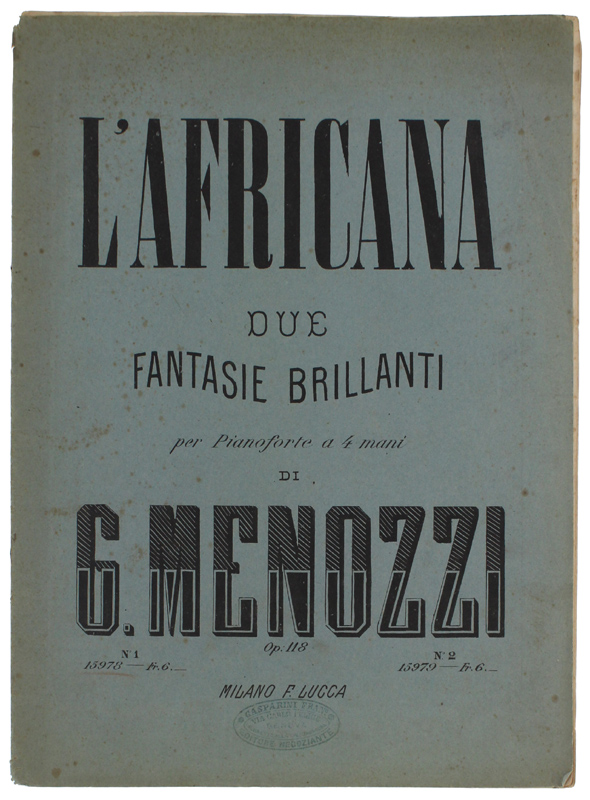 L'AFRICANA
DUE
FANTASIE BRILLANTI
per Pianoforte a 4 mani
DI
G. MENOZZI
Op. 118
N.1 N.2
15978 — Fr. 6._ 15979 — Fr. 6._
MILANO F. LUCCA
GASPARINI